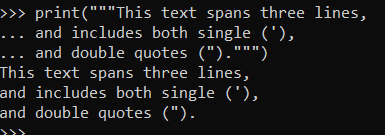 >>> print("""This text spans three lines,
... and includes both single ('),
... and double quotes (").""")
This text spans three lines,
and includes both single ('),
and double quotes (").
>>>